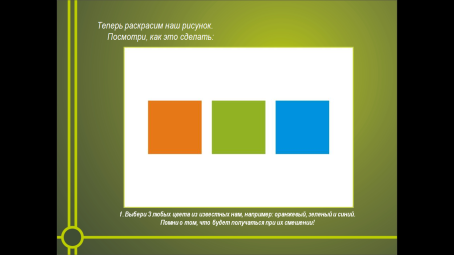 Теперь раскрасим наш рисунок.
Посмотри, как это сделать:
1. Выбери 3 любых цвета из известных нам, например: оранжевый, зеленый и синий.
Помни о том, что будет получаться при их смешении!